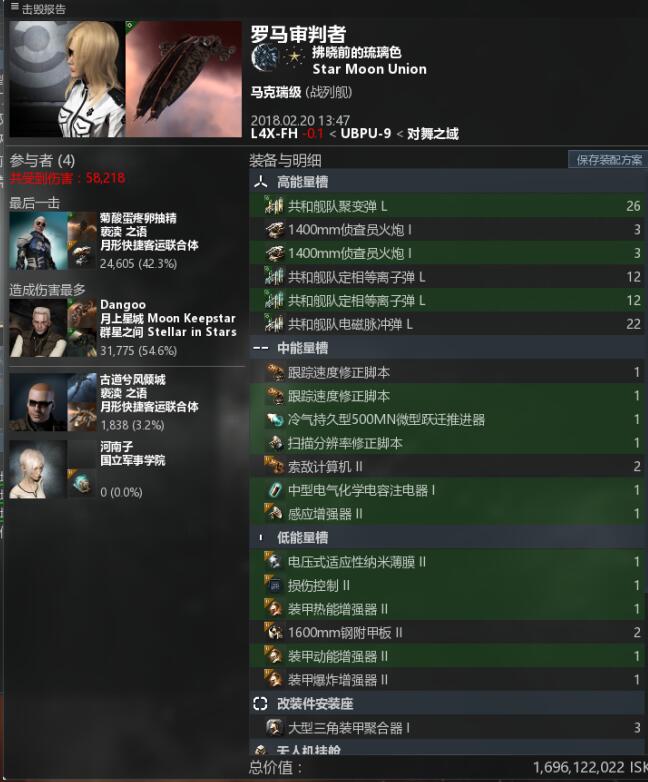 击毁报告
罗马审判者
拂晓前的琉璃色
Star Moon Union
马克瑞级 (战列舰)
2018.02.20 13:47
L4X-FH -0.1 < UBPU-9 < 对舞之域
参与者 (4)
共受到伤害：58,218
最后一击
菊酸蛋疼卵抽精
亵渎 之语
月形快捷客运联合体
24,605 (42.3%)
造成伤害最多
Dangoo
月上星城 Moon Keepstar
群星之间 Stellar in Stars
31,775 (54.6%)
古道兮风倾城
亵渎 之语
月形快捷客运联合体
1,838 (3.2%)
河南子
国立军事学院
0 (0.0%)
装备与明细
保存装配方案
高能量槽
共和舰队聚变弹 L 26
1400mm侦查员火炮 I 3
1400mm侦查员火炮 I 3
共和舰队定相等离子弹 L 12
共和舰队定相等离子弹 L 12
共和舰队电磁脉冲弹 L 22
中能量槽
跟踪速度修正脚本 1
跟踪速度修正脚本 1
冷气持久型500MN微型跃迁推进器 1
扫描分辨率修正脚本 1
索敌计算机 II 2
中型电气化学电容注电器 I 1
感应增强器 II 1
低能量槽
电压式适应性纳米薄膜 II 1
损伤控制 II 1
装甲热能增强器 II 1
1600mm钢附甲板 II 2
装甲动能增强器 II 1
装甲爆炸增强器 II 1
改装件安装座
大型三角装甲聚合器 I 3
无人机挂舱
总价值： 1,696,122,022 ISK